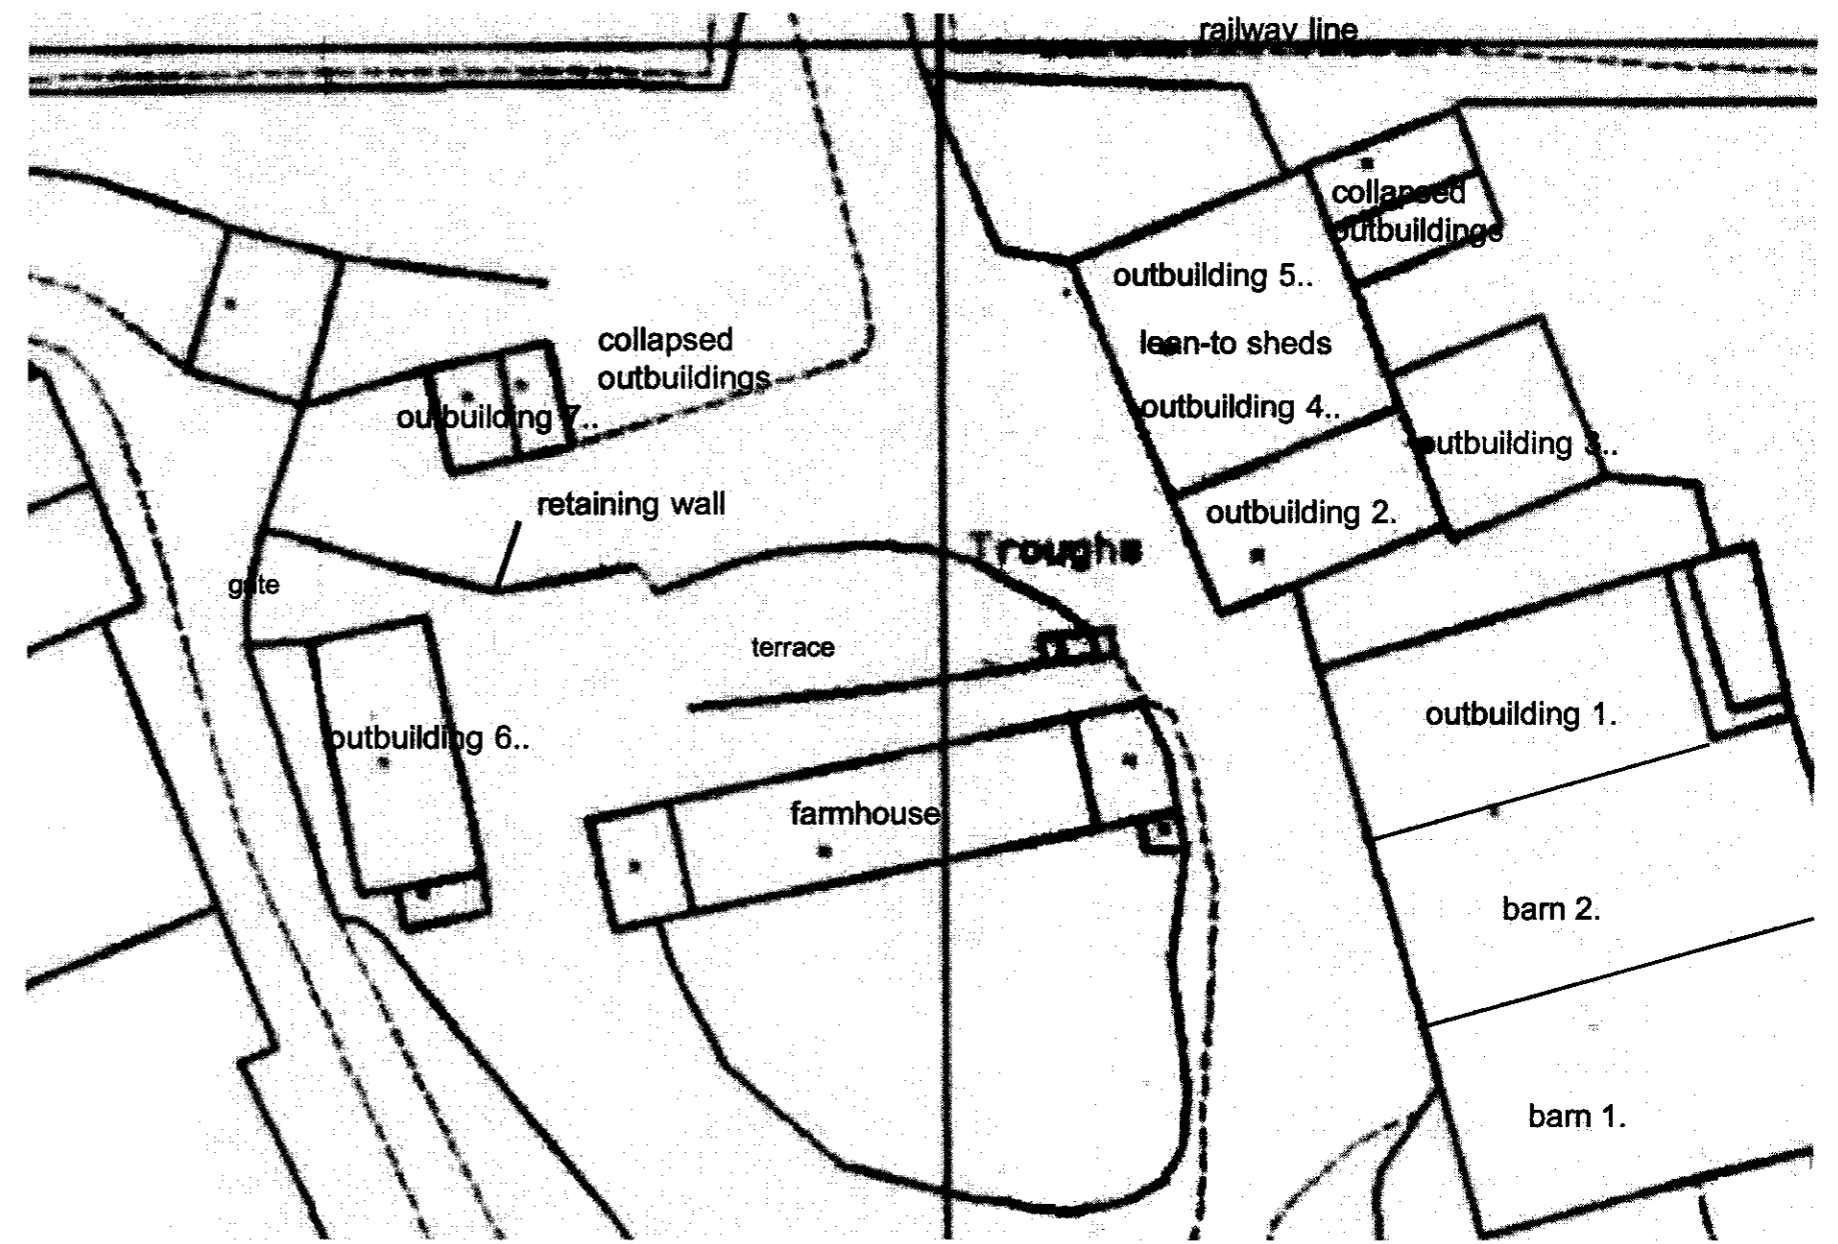 railway line
collapsed
outbuildings
outbuilding 5..
collapsed
outbuildings
lean-to sheds
outbuilding 4..
outbuilding 7..
outbuilding 3..
retaining wall
outbuilding 2.
Troughs
gate
terrace
outbuilding 1.
outbuilding 6..
farmhouse
barn 2.
barn 1.